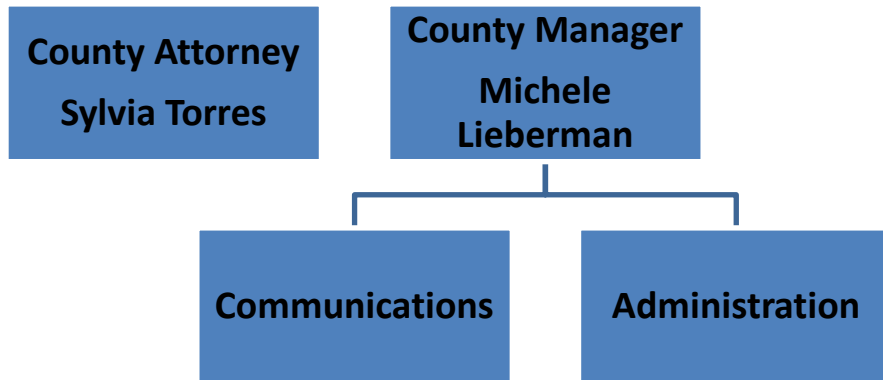 County Attorney
Sylvia Torres
County Manager
Michele
Lieberman
Communications
Administration